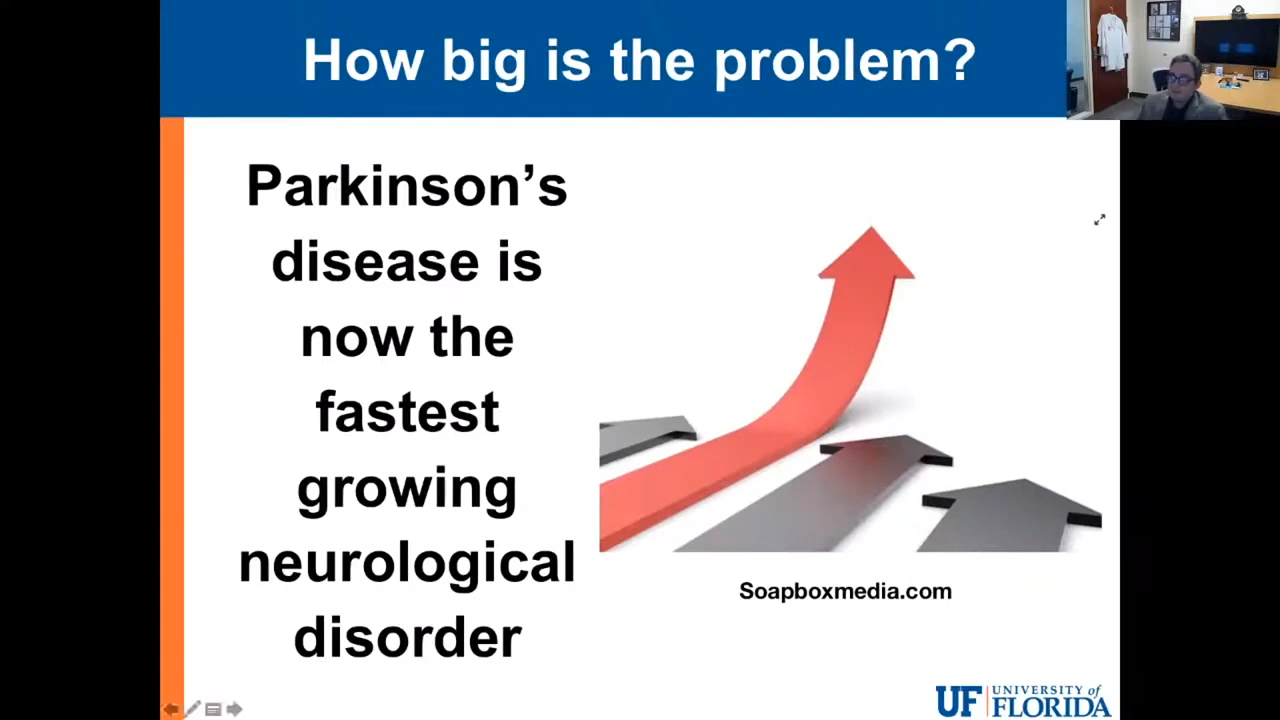 How big is the problem?
Parkinson’s
disease is
now the
fastest
growing
neurological
disorder
Soapboxmedia.com
UF UNIVERSITY of
FLORIDA